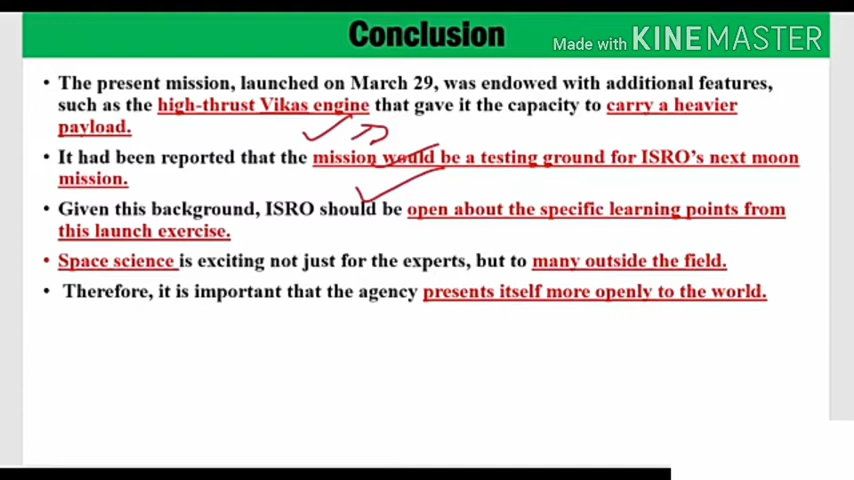 Conclusion
Made with KINEMASTER
• The present mission, launched on March 29, was endowed with additional features,
such as the high-thrust Vikas engine that gave it the capacity to carry a heavier
payload.
• It had been reported that the mission would be a testing ground for ISRO's next moon
mission.
• Given this background, ISRO should be open about the specific learning points from
this launch exercise.
• Space science is exciting not just for the experts, but to many outside the field.
• Therefore, it is important that the agency presents itself more openly to the world.